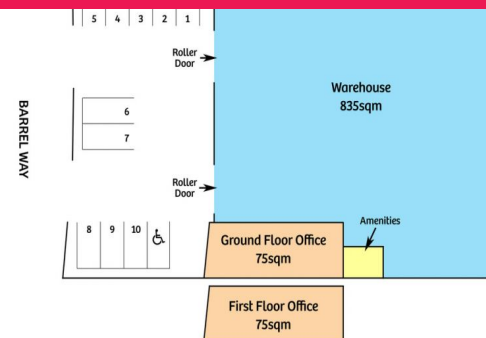 5 4 3 2 1
Roller
Door
Warehouse
835sqm
BARREL WAY
6
7
Roller
Door
Amenities
8 9 10
Ground Floor Office
75sqm
First Floor Office
75sqm